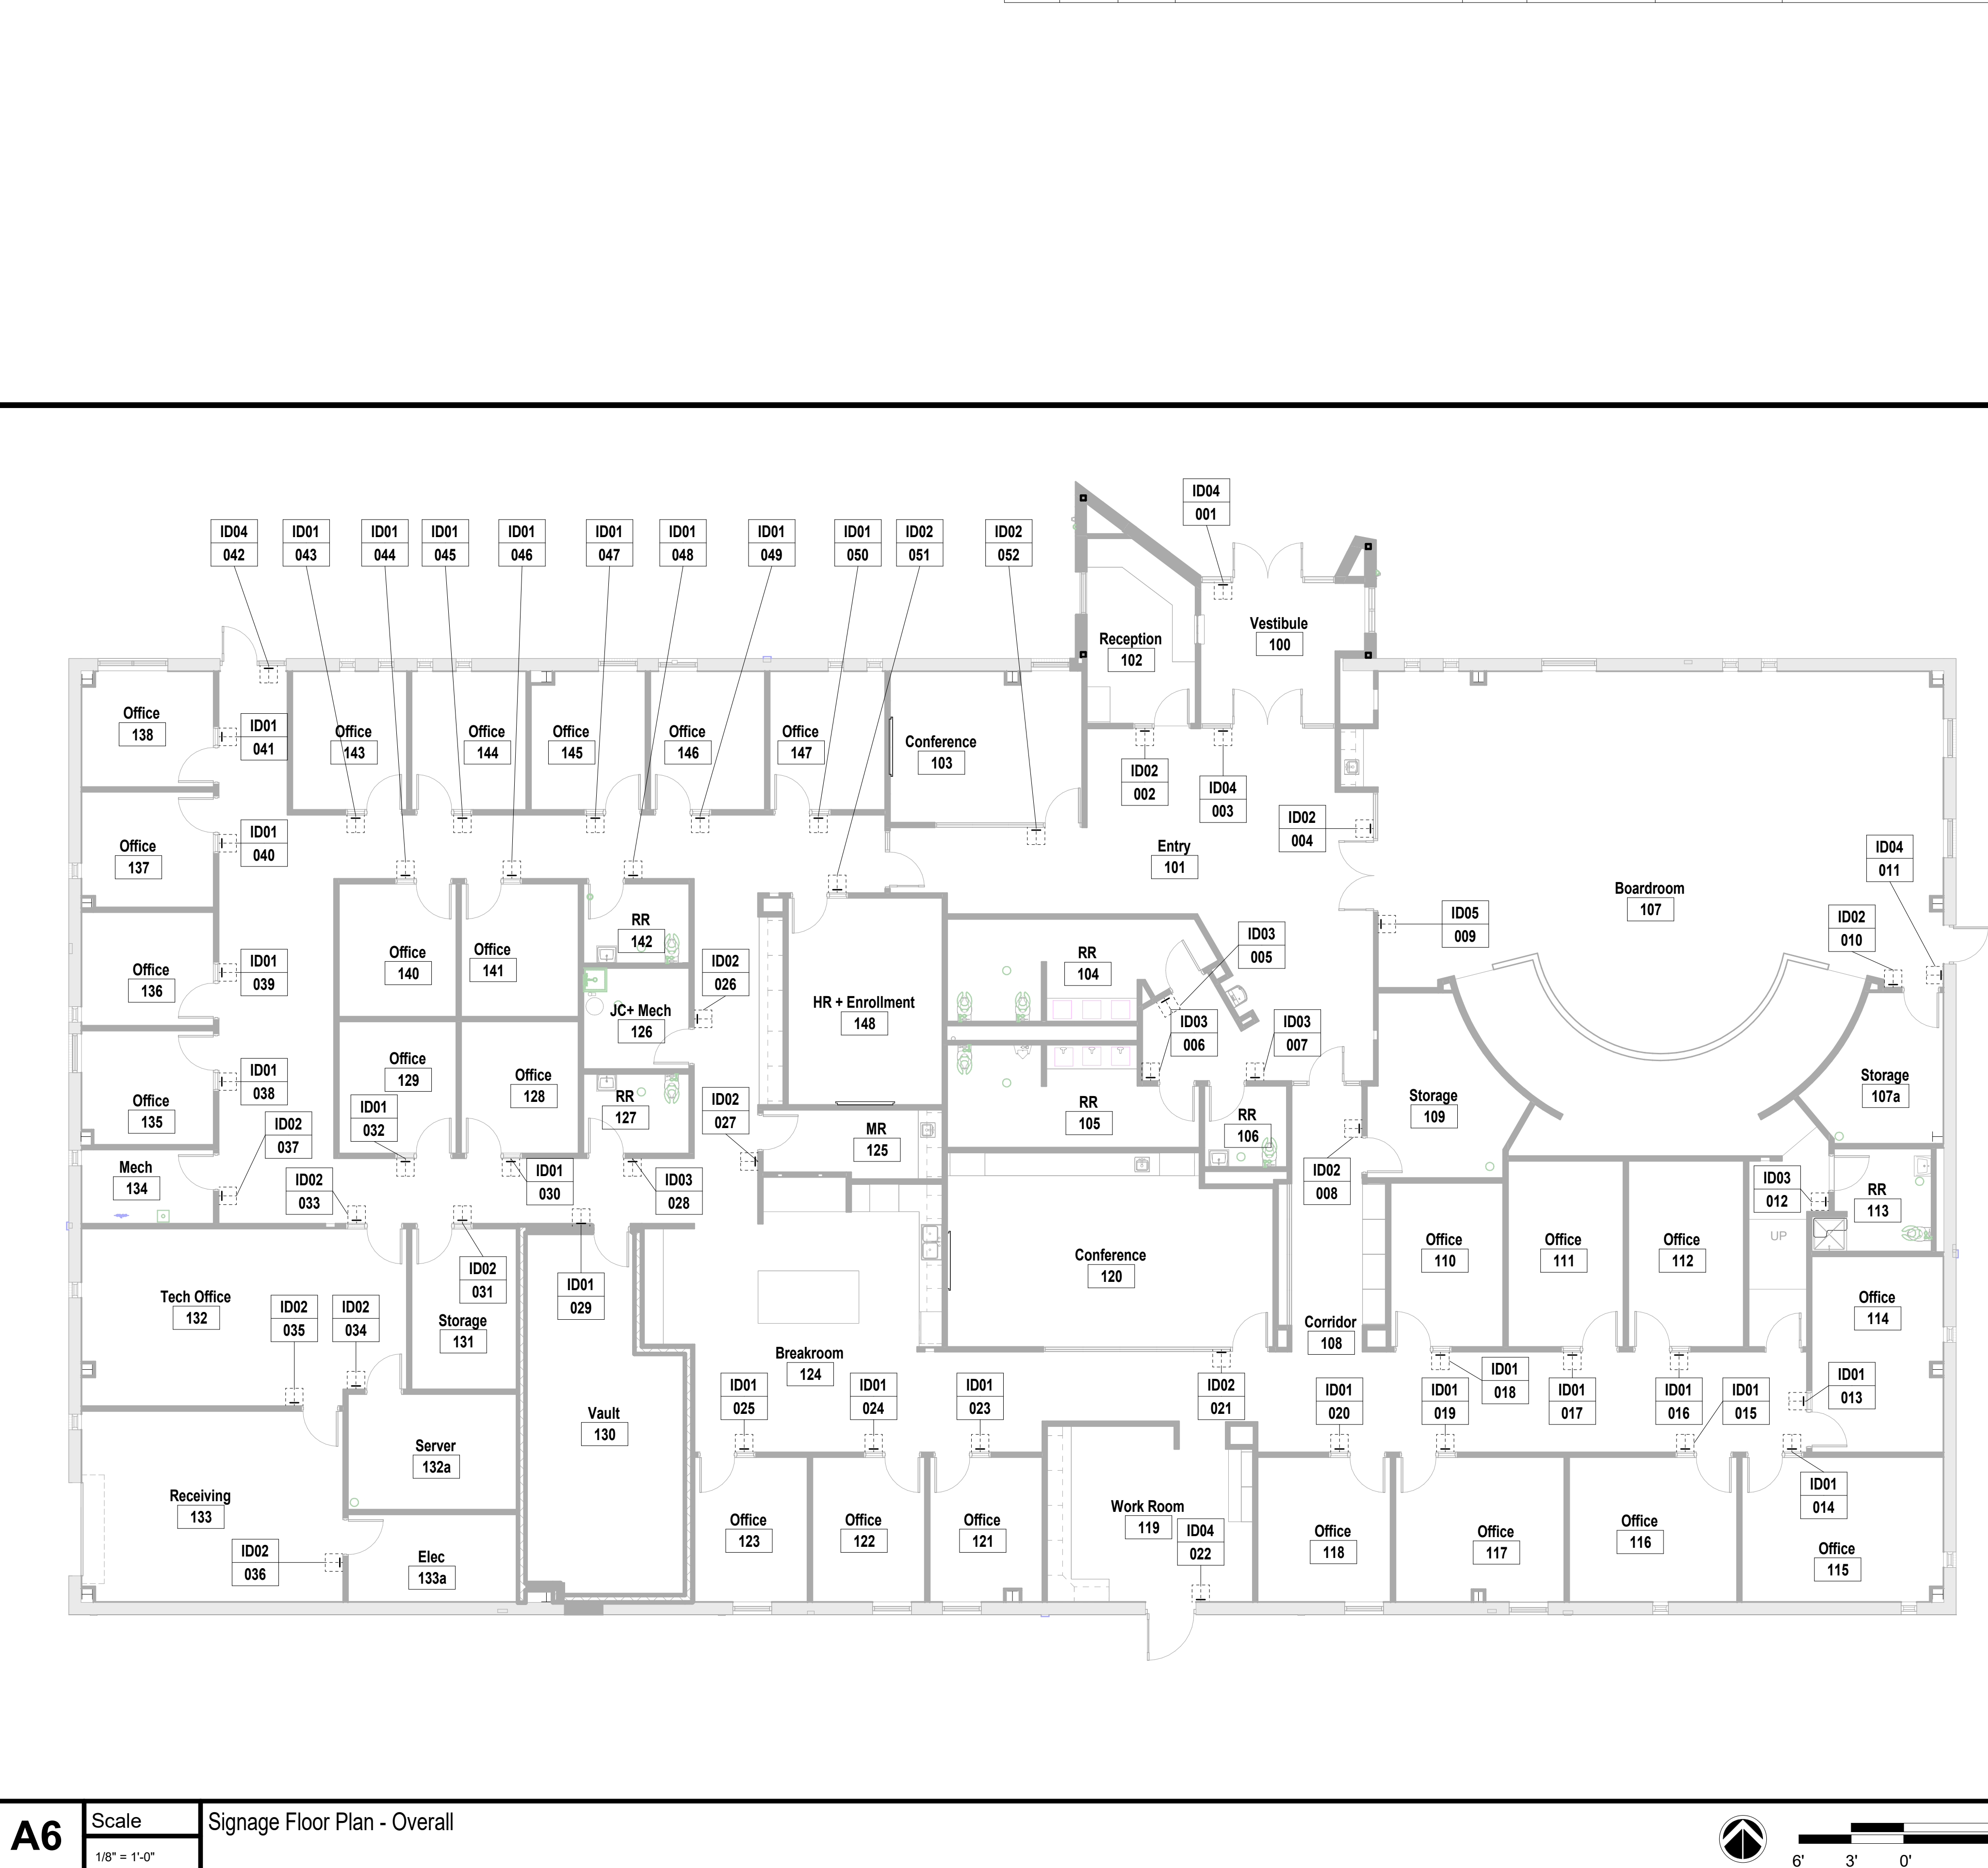 ID04
001
ID04
042
ID01
043
ID01
044
ID01
045
ID01
046
ID01
047
ID01
048
ID01
049
ID01
050
ID02
051
ID02
052
Reception
102
Vestibule
100
Office
138
ID01
041
Office
143
Office
144
Office
145
Office
146
Office
147
Conference
103
ID02
002
ID04
003
ID02
004
Office
137
ID01
040
Entry
101
ID04
011
Boardroom
107
ID05
009
ID02
010
RR
142
Office
140
Office
141
ID02
026
ID03
005
RR
104
Office
136
ID01
039
JC+ Mech
126
HR + Enrollment
148
ID03
006
ID03
007
Office
135
ID01
038
Office
129
Office
128
RR
127
ID02
027
RR
105
RR
106
Storage
109
Storage
107a
ID01
032
ID02
037
MR
125
Mech
134
ID02
033
ID01
030
ID03
028
ID02
008
ID03
012
RR
113
UP
Office
110
Office
111
Office
112
Conference
120
ID02
031
ID01
029
Tech Office
132
ID02
035
ID02
034
Storage
131
Office
114
Corridor
108
Breakroom
124
ID01
025
ID01
024
ID01
023
ID02
021
ID01
020
ID01
019
ID01
018
ID01
017
ID01
016
ID01
015
ID01
013
Vault
130
Server
132a
Receiving
133
Work Room
119
ID01
014
Office
123
Office
122
Office
121
ID04
022
Office
118
Office
117
Office
116
Office
115
ID02
036
Elec
133a
A6
Scale
1/8" = 1'-0"
Signage Floor Plan - Overall
6' 3' 0'